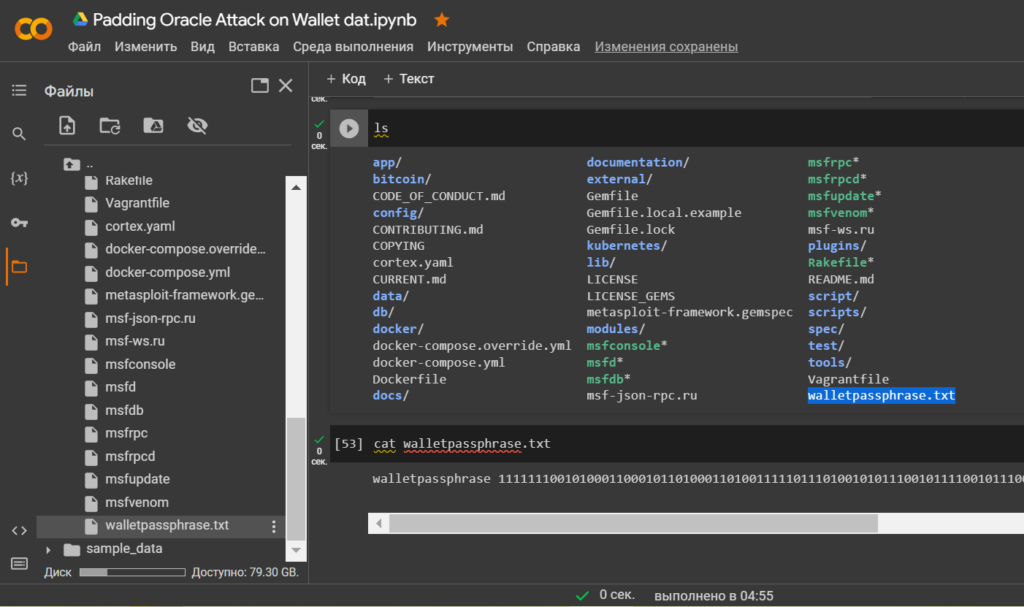 Padding Oracle Attack on Wallet dat.ipynb
Файл Изменить Вид Вставка Среда выполнения Инструменты Справка Изменения сохранены
Файлы
+ Код + Текст
..
Rakefile
Vagrantfile
cortex.yaml
docker-compose.override...
docker-compose.yml
metasploit-framework.ge...
msf-json-rpc.ru
msf-ws.ru
msfconsole
msfd
msfdb
msfrpc
msfrpcd
msfupdate
msfvenom
walletpassphrase.txt
sample_data
Диск Доступно: 79.30 GB.
сек.
0
сек.
ls
app/ documentation/ msfrpc*
bitcoin/ external/ msfrpcd*
CODE_OF_CONDUCT.md Gemfile msfupdate*
config/ Gemfile.local.example msfvenom*
CONTRIBUTING.md Gemfile.lock msf-ws.ru
COPYING kubernetes/ plugins/
cortex.yaml lib/ Rakefile*
CURRENT.md LICENSE README.md
data/ LICENSE_GEMS script/
db/ metasploit-framework.gemspec scripts/
docker/ modules/ spec/
docker-compose.override.yml msfconsole* test/
docker-compose.yml msfd* tools/
Dockerfile msfdb* Vagrantfile
docs/ msf-json-rpc.ru walletpassphrase.txt
0
сек.
[53] cat walletpassphrase.txt
walletpassphrase
0 сек. выполнено в 04:55